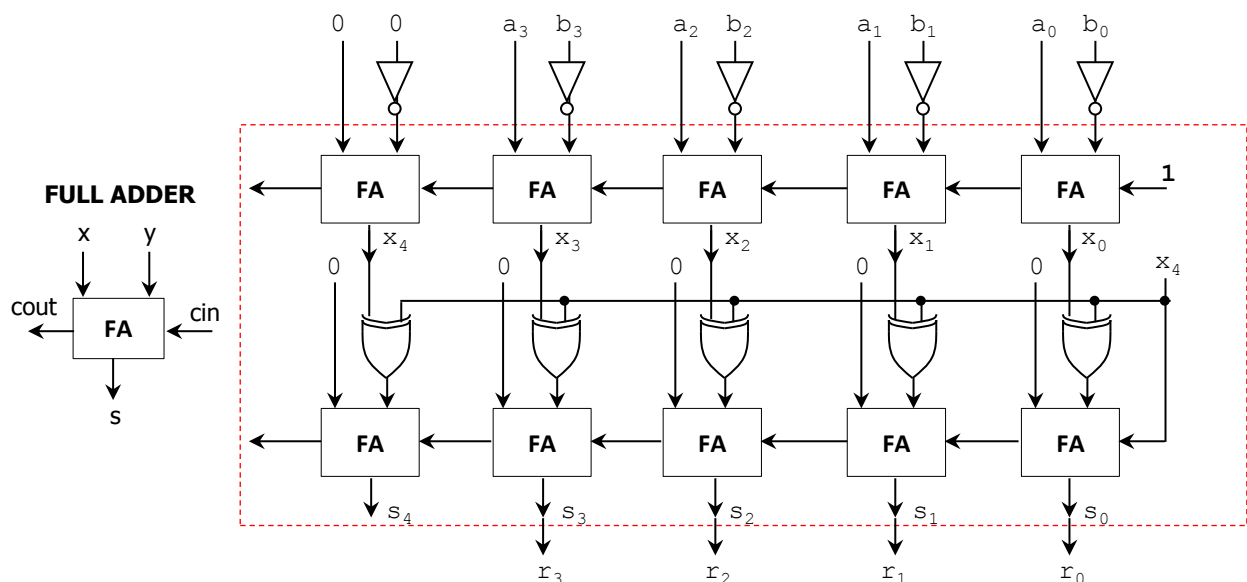 0 0 a₃ b₃ a₂ b₂ a₁ b₁ a₀ b₀
FA FA FA FA FA 1
FULL ADDER
x y
cout FA cin
s
x₄ x₃ x₂ x₁ x₀
0 0 0 0 0 x₄
FA FA FA FA FA
s₄ s₃ s₂ s₁ s₀
r₃ r₂ r₁ r₀